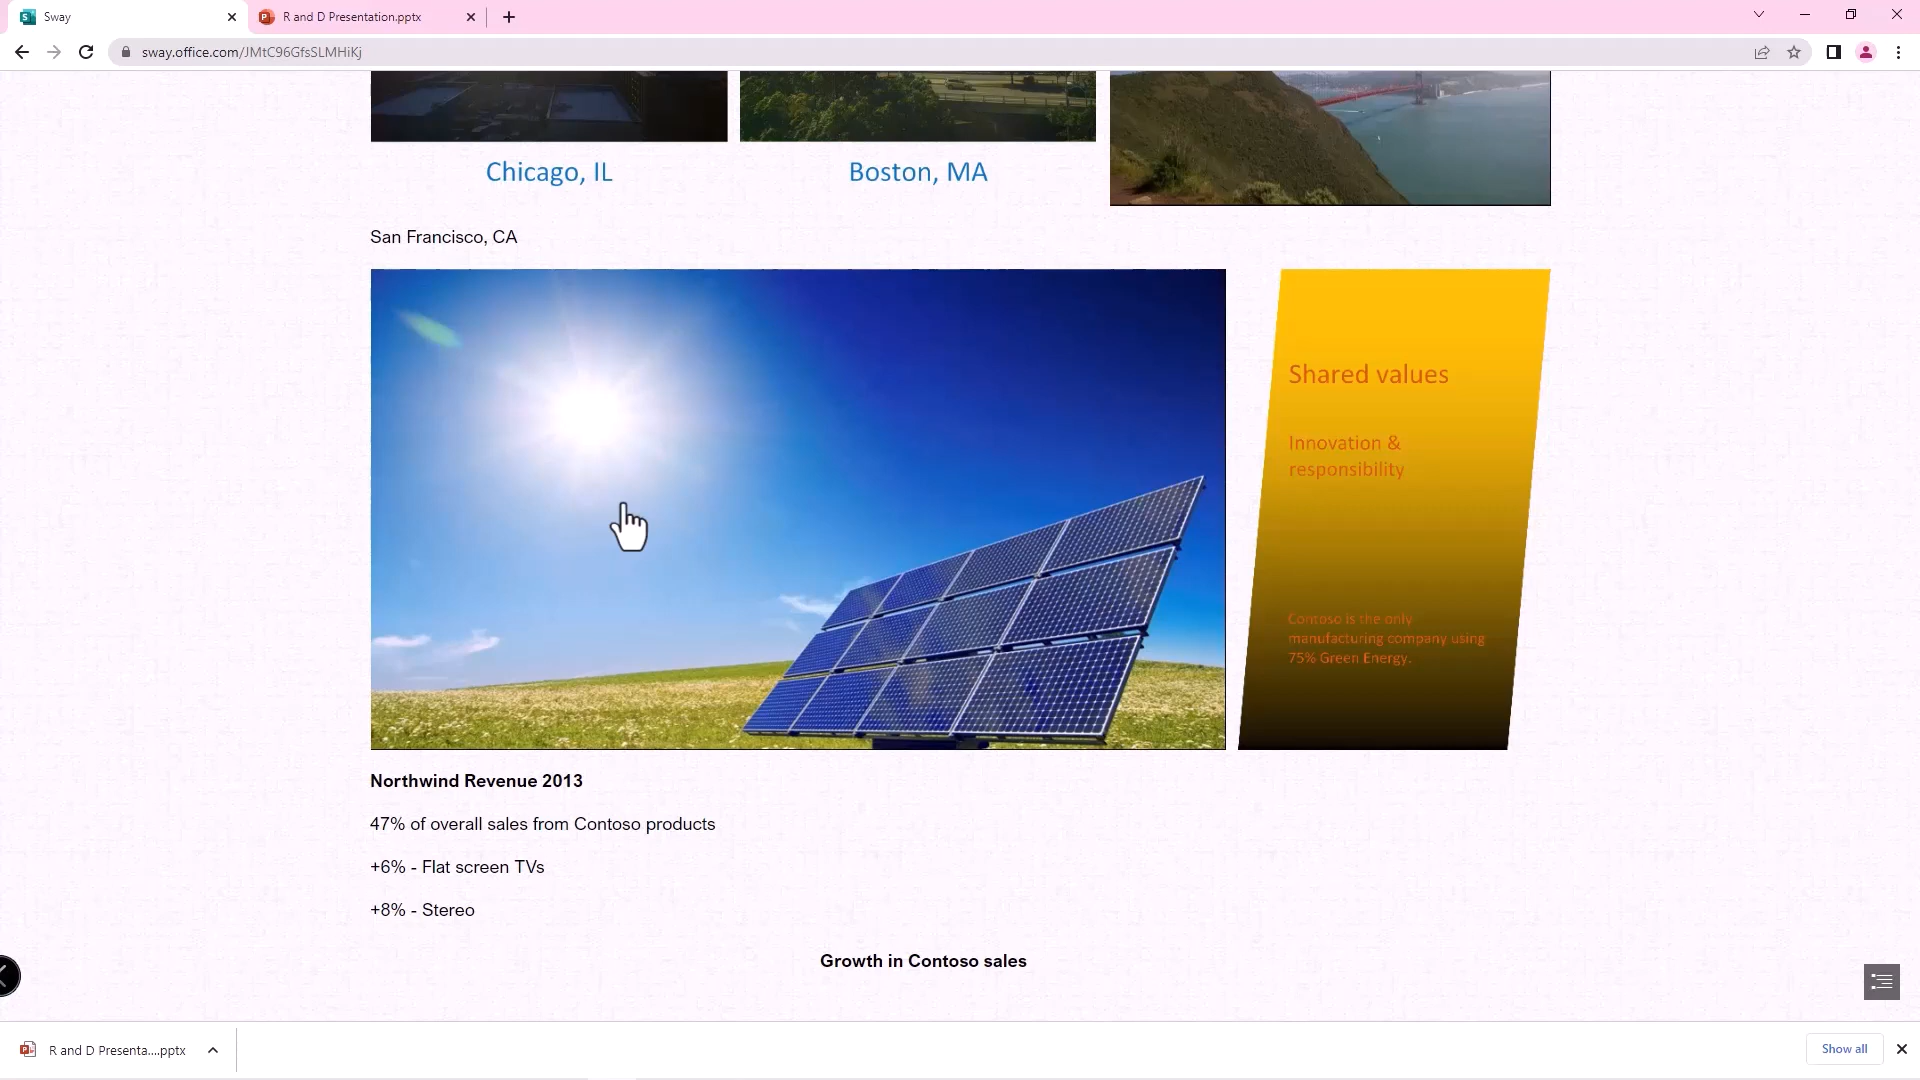 Sway
R and D Presentation.pptx
sway.office.com/JMtC96GfsSLMHiKj
Chicago, IL
Boston, MA
San Francisco, CA
Shared values
Innovation &
responsibility
Contoso is the only
manufacturing company using
75% Green Energy.
Northwind Revenue 2013
47% of overall sales from Contoso products
+6% - Flat screen TVs
+8% - Stereo
Growth in Contoso sales
R and D Presenta....pptx
Show all